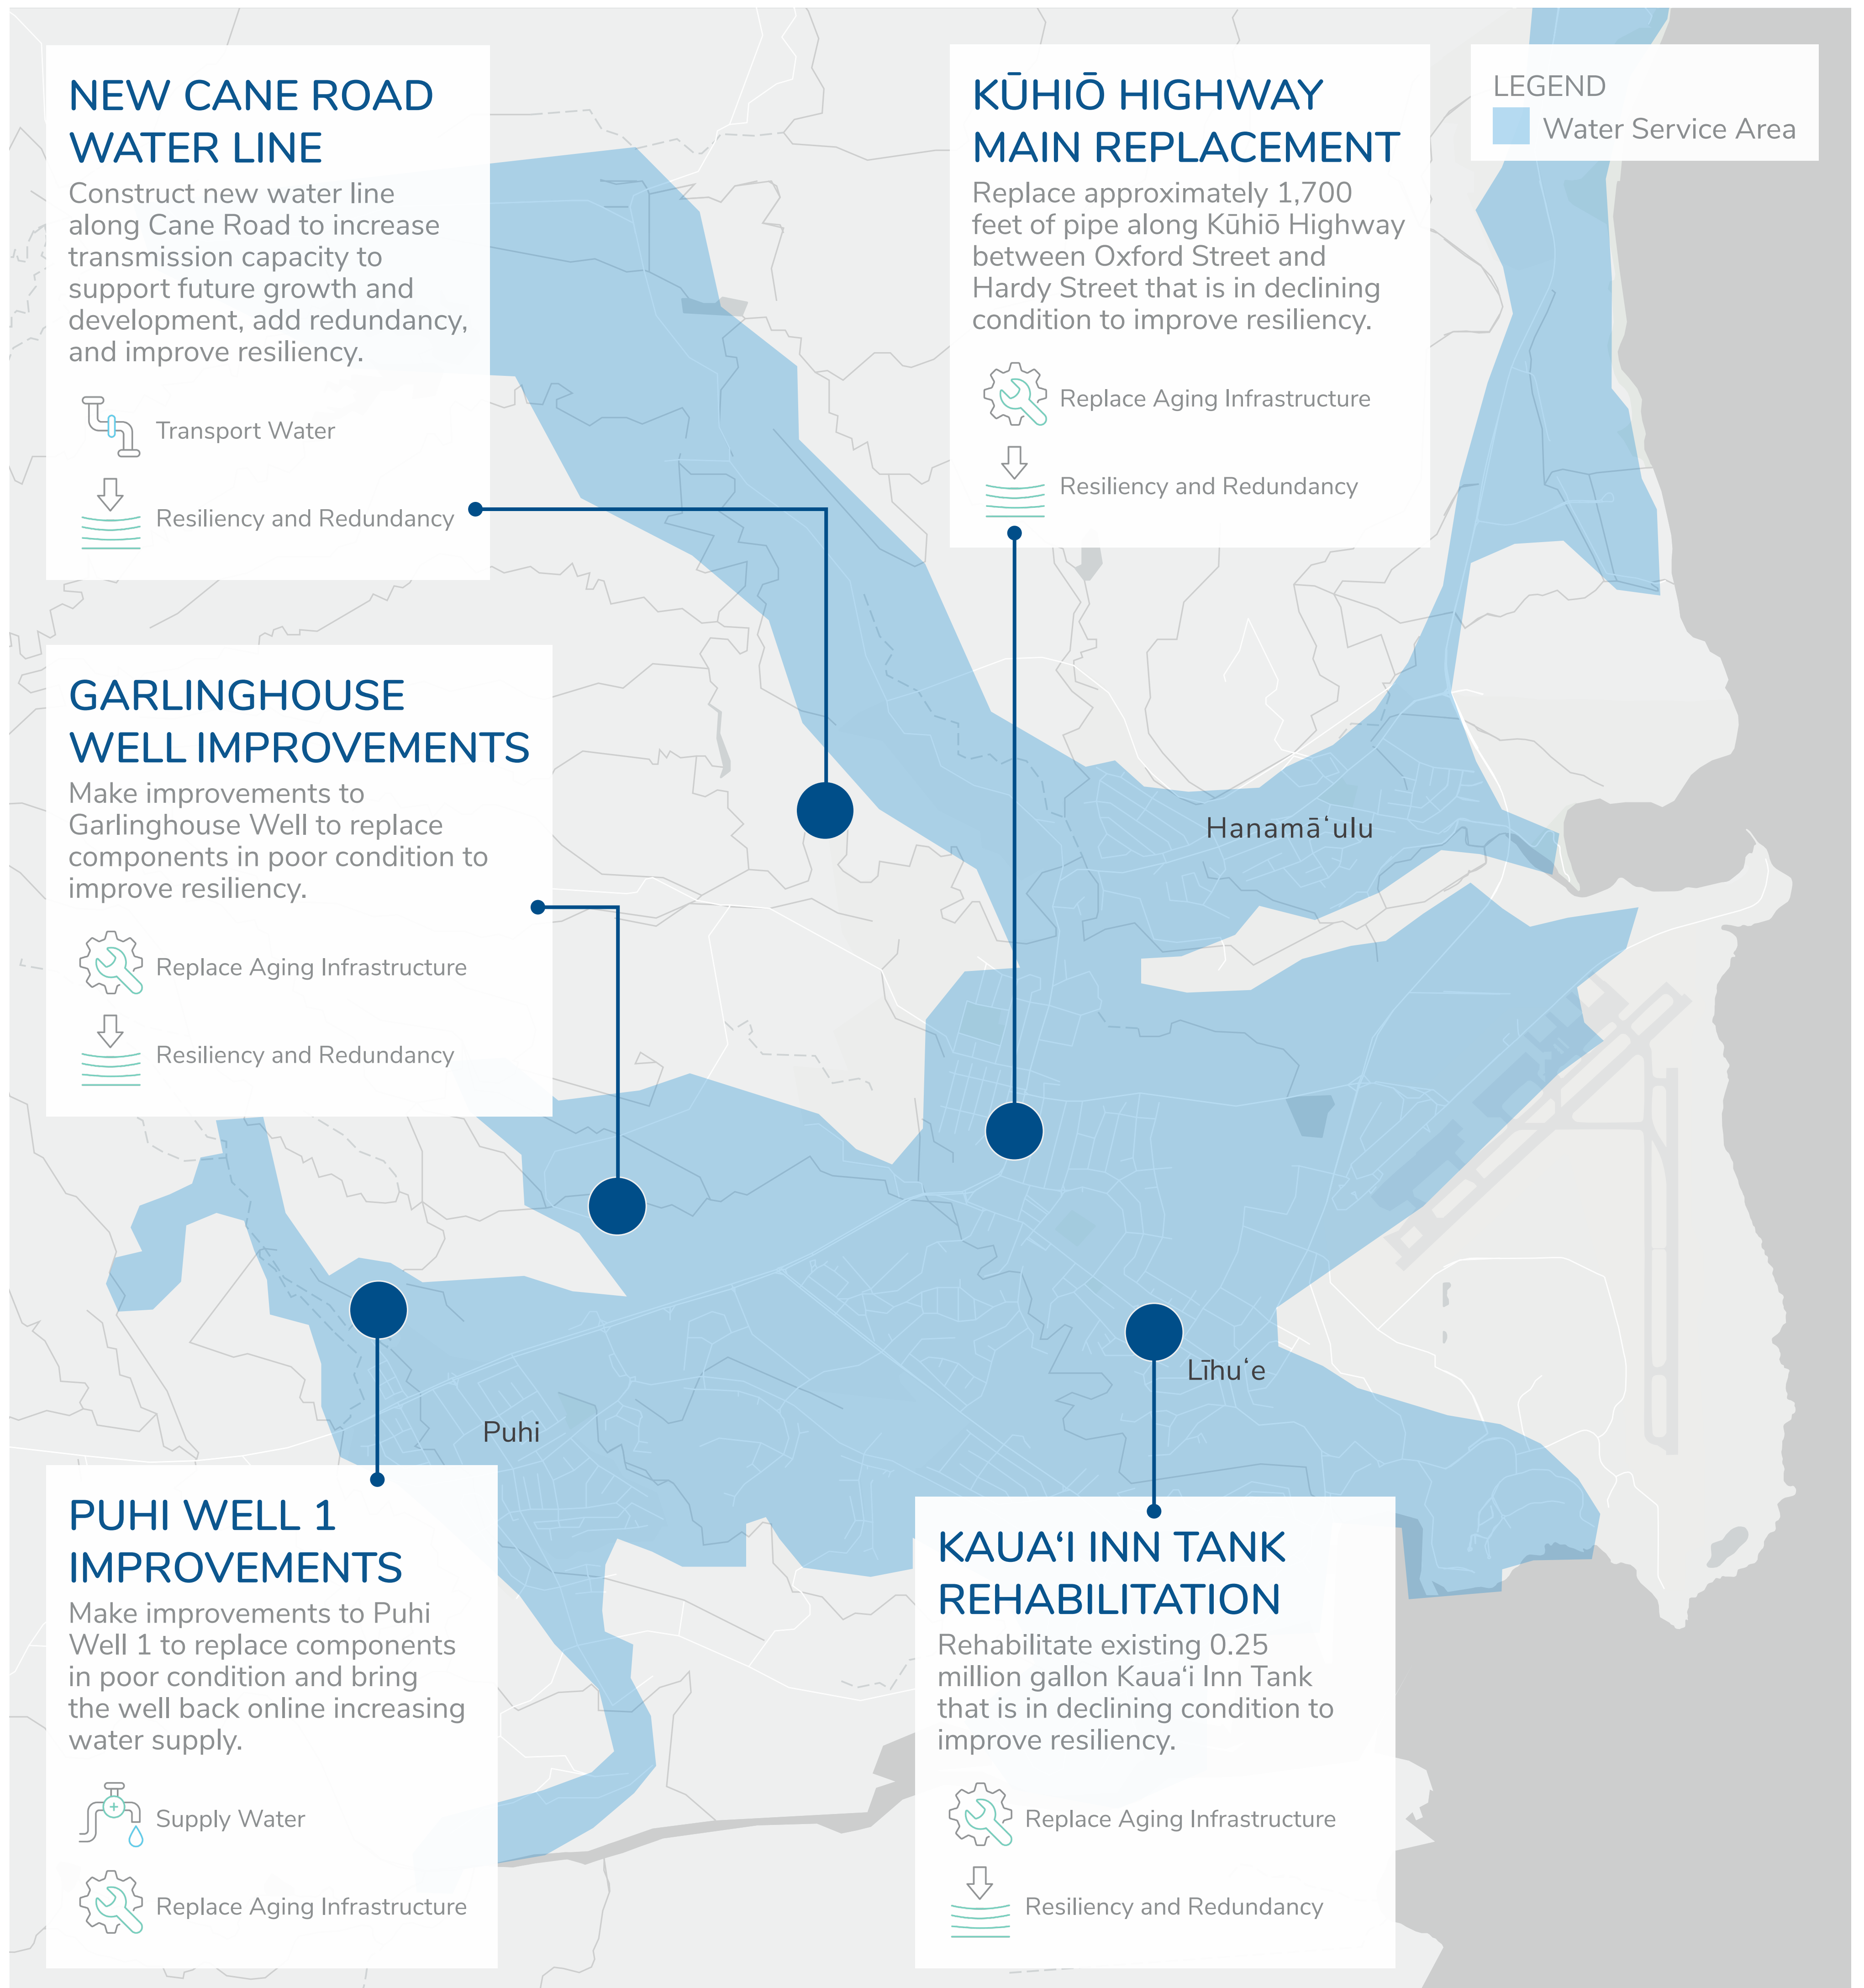 NEW CANE ROAD
WATER LINE
Construct new water line
along Cane Road to increase
transmission capacity to
support future growth and
development, add redundancy,
and improve resiliency.
Transport Water
Resiliency and Redundancy
KŪHIŌ HIGHWAY
MAIN REPLACEMENT
Replace approximately 1,700
feet of pipe along Kūhiō Highway
between Oxford Street and
Hardy Street that is in declining
condition to improve resiliency.
Replace Aging Infrastructure
Resiliency and Redundancy
LEGEND
Water Service Area
GARLINGHOUSE
WELL IMPROVEMENTS
Make improvements to
Garlinghouse Well to replace
components in poor condition to
improve resiliency.
Replace Aging Infrastructure
Resiliency and Redundancy
Hanamāʻulu
Līhuʻe
Puhi
PUHI WELL 1
IMPROVEMENTS
Make improvements to Puhi
Well 1 to replace components
in poor condition and bring
the well back online increasing
water supply.
Supply Water
Replace Aging Infrastructure
KAUAʻI INN TANK
REHABILITATION
Rehabilitate existing 0.25
million gallon Kauaʻi Inn Tank
that is in declining condition to
improve resiliency.
Replace Aging Infrastructure
Resiliency and Redundancy